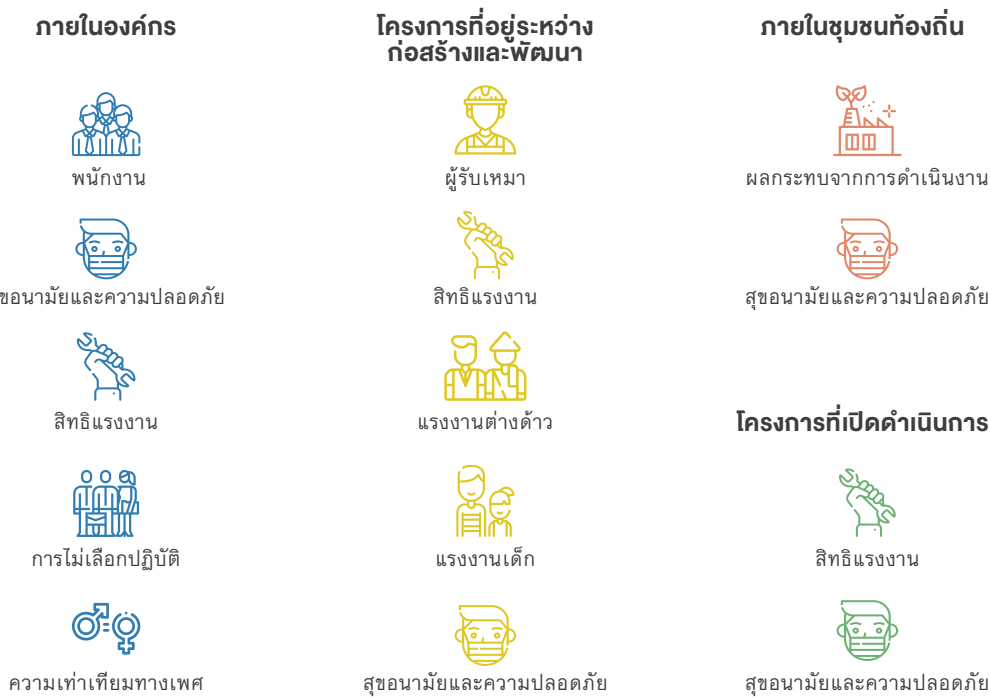 ภายในองค์กร
พนักงาน
ขอนามัยและความปลอดภัย
สิทธิแรงงาน
การไม่เลือกปฏิบัติ
ความเท่าเทียมทางเพศ
โครงการที่อยู่ระหว่าง
ก่อสร้างและพัฒนา
ผู้รับเหมา
สิทธิแรงงาน
แรงงานต่างด้าว
แรงงานเด็ก
สุขอนามัยและความปลอดภัย
ภายในชุมชนท้องถิ่น
ผลกระทบจากการดำเนินงาน
สุขอนามัยและความปลอดภัย
โครงการที่เปิดดำเนินการ
สิทธิแรงงาน
สุขอนามัยและความปลอดภัย